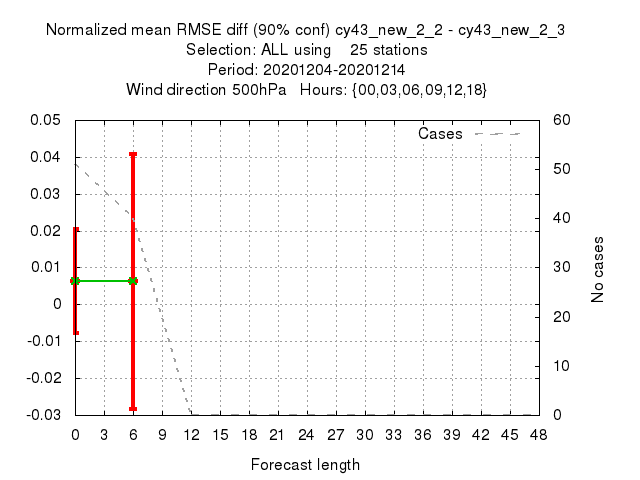 Normalized mean RMSE diff (90% conf) cy43_new_2_2 - cy43_new_2_3
Selection: ALL using    25 stations
Period: 20201204-20201214
Wind direction 500hPa   Hours: {00,03,06,09,12,18}
Cases
0.05
0.04
0.03
0.02
0.01
0
-0.01
-0.02
-0.03
60
50
40
30
20
10
0
No cases
0 3 6 9 12 15 18 21 24 27 30 33 36 39 42 45 48
Forecast length